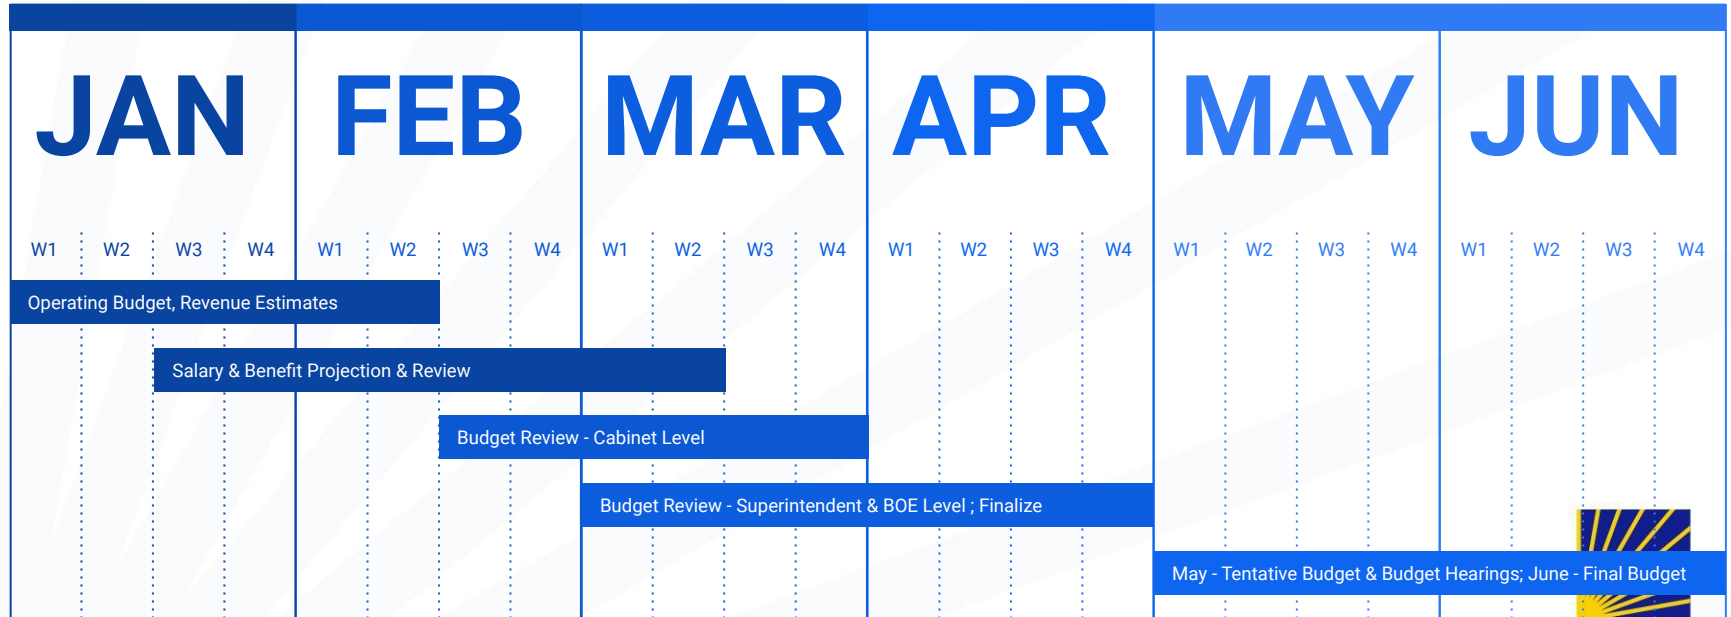 JAN FEB MAR APR MAY JUN
W1 W2 W3 W4 W1 W2 W3 W4 W1 W2 W3 W4 W1 W2 W3 W4 W1 W2 W3 W4 W1 W2 W3 W4
Operating Budget, Revenue Estimates
Salary & Benefit Projection & Review
Budget Review - Cabinet Level
Budget Review - Superintendent & BOE Level ; Finalize
May - Tentative Budget & Budget Hearings; June - Final Budget